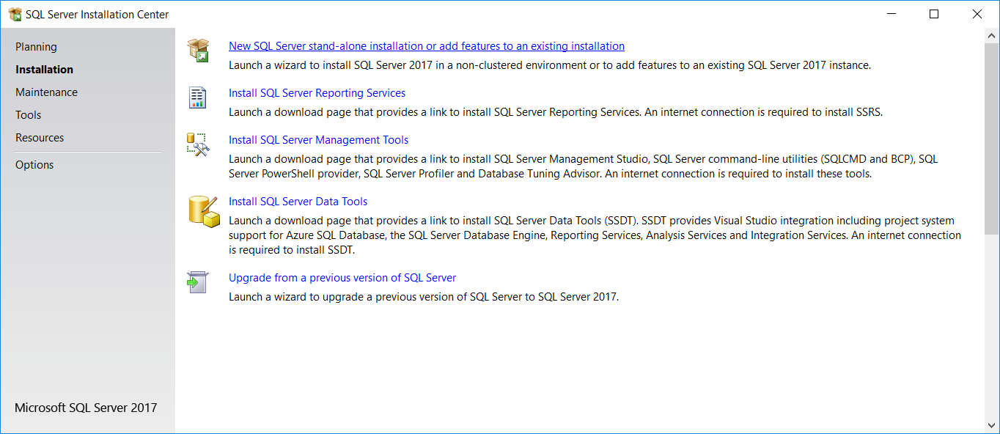 SQL Server Installation Center
Planning
Installation
Maintenance
Tools
Resources
Options
Microsoft SQL Server 2017
New SQL Server stand-alone installation or add features to an existing installation
Launch a wizard to install SQL Server 2017 in a non-clustered environment or to add features to an existing SQL Server 2017 instance.
Install SQL Server Reporting Services
Launch a download page that provides a link to install SQL Server Reporting Services. An internet connection is required to install SSRS.
Install SQL Server Management Tools
Launch a download page that provides a link to install SQL Server Management Studio, SQL Server command-line utilities (SQLCMD and BCP), SQL
Server PowerShell provider, SQL Server Profiler and Database Tuning Advisor. An internet connection is required to install these tools.
Install SQL Server Data Tools
Launch a download page that provides a link to install SQL Server Data Tools (SSDT). SSDT provides Visual Studio integration including project system
support for Azure SQL Database, the SQL Server Database Engine, Reporting Services, Analysis Services and Integration Services. An internet connection
is required to install SSDT.
Upgrade from a previous version of SQL Server
Launch a wizard to upgrade a previous version of SQL Server to SQL Server 2017.